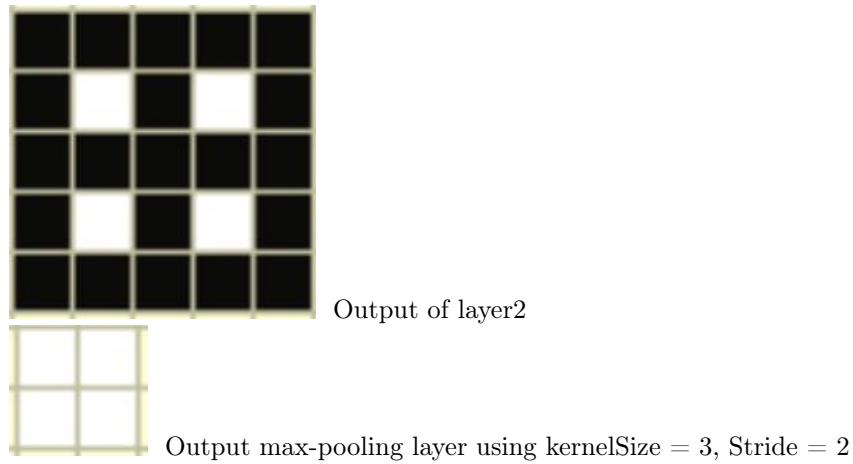 Output of layer2
Output max-pooling layer using kernelSize = 3, Stride = 2